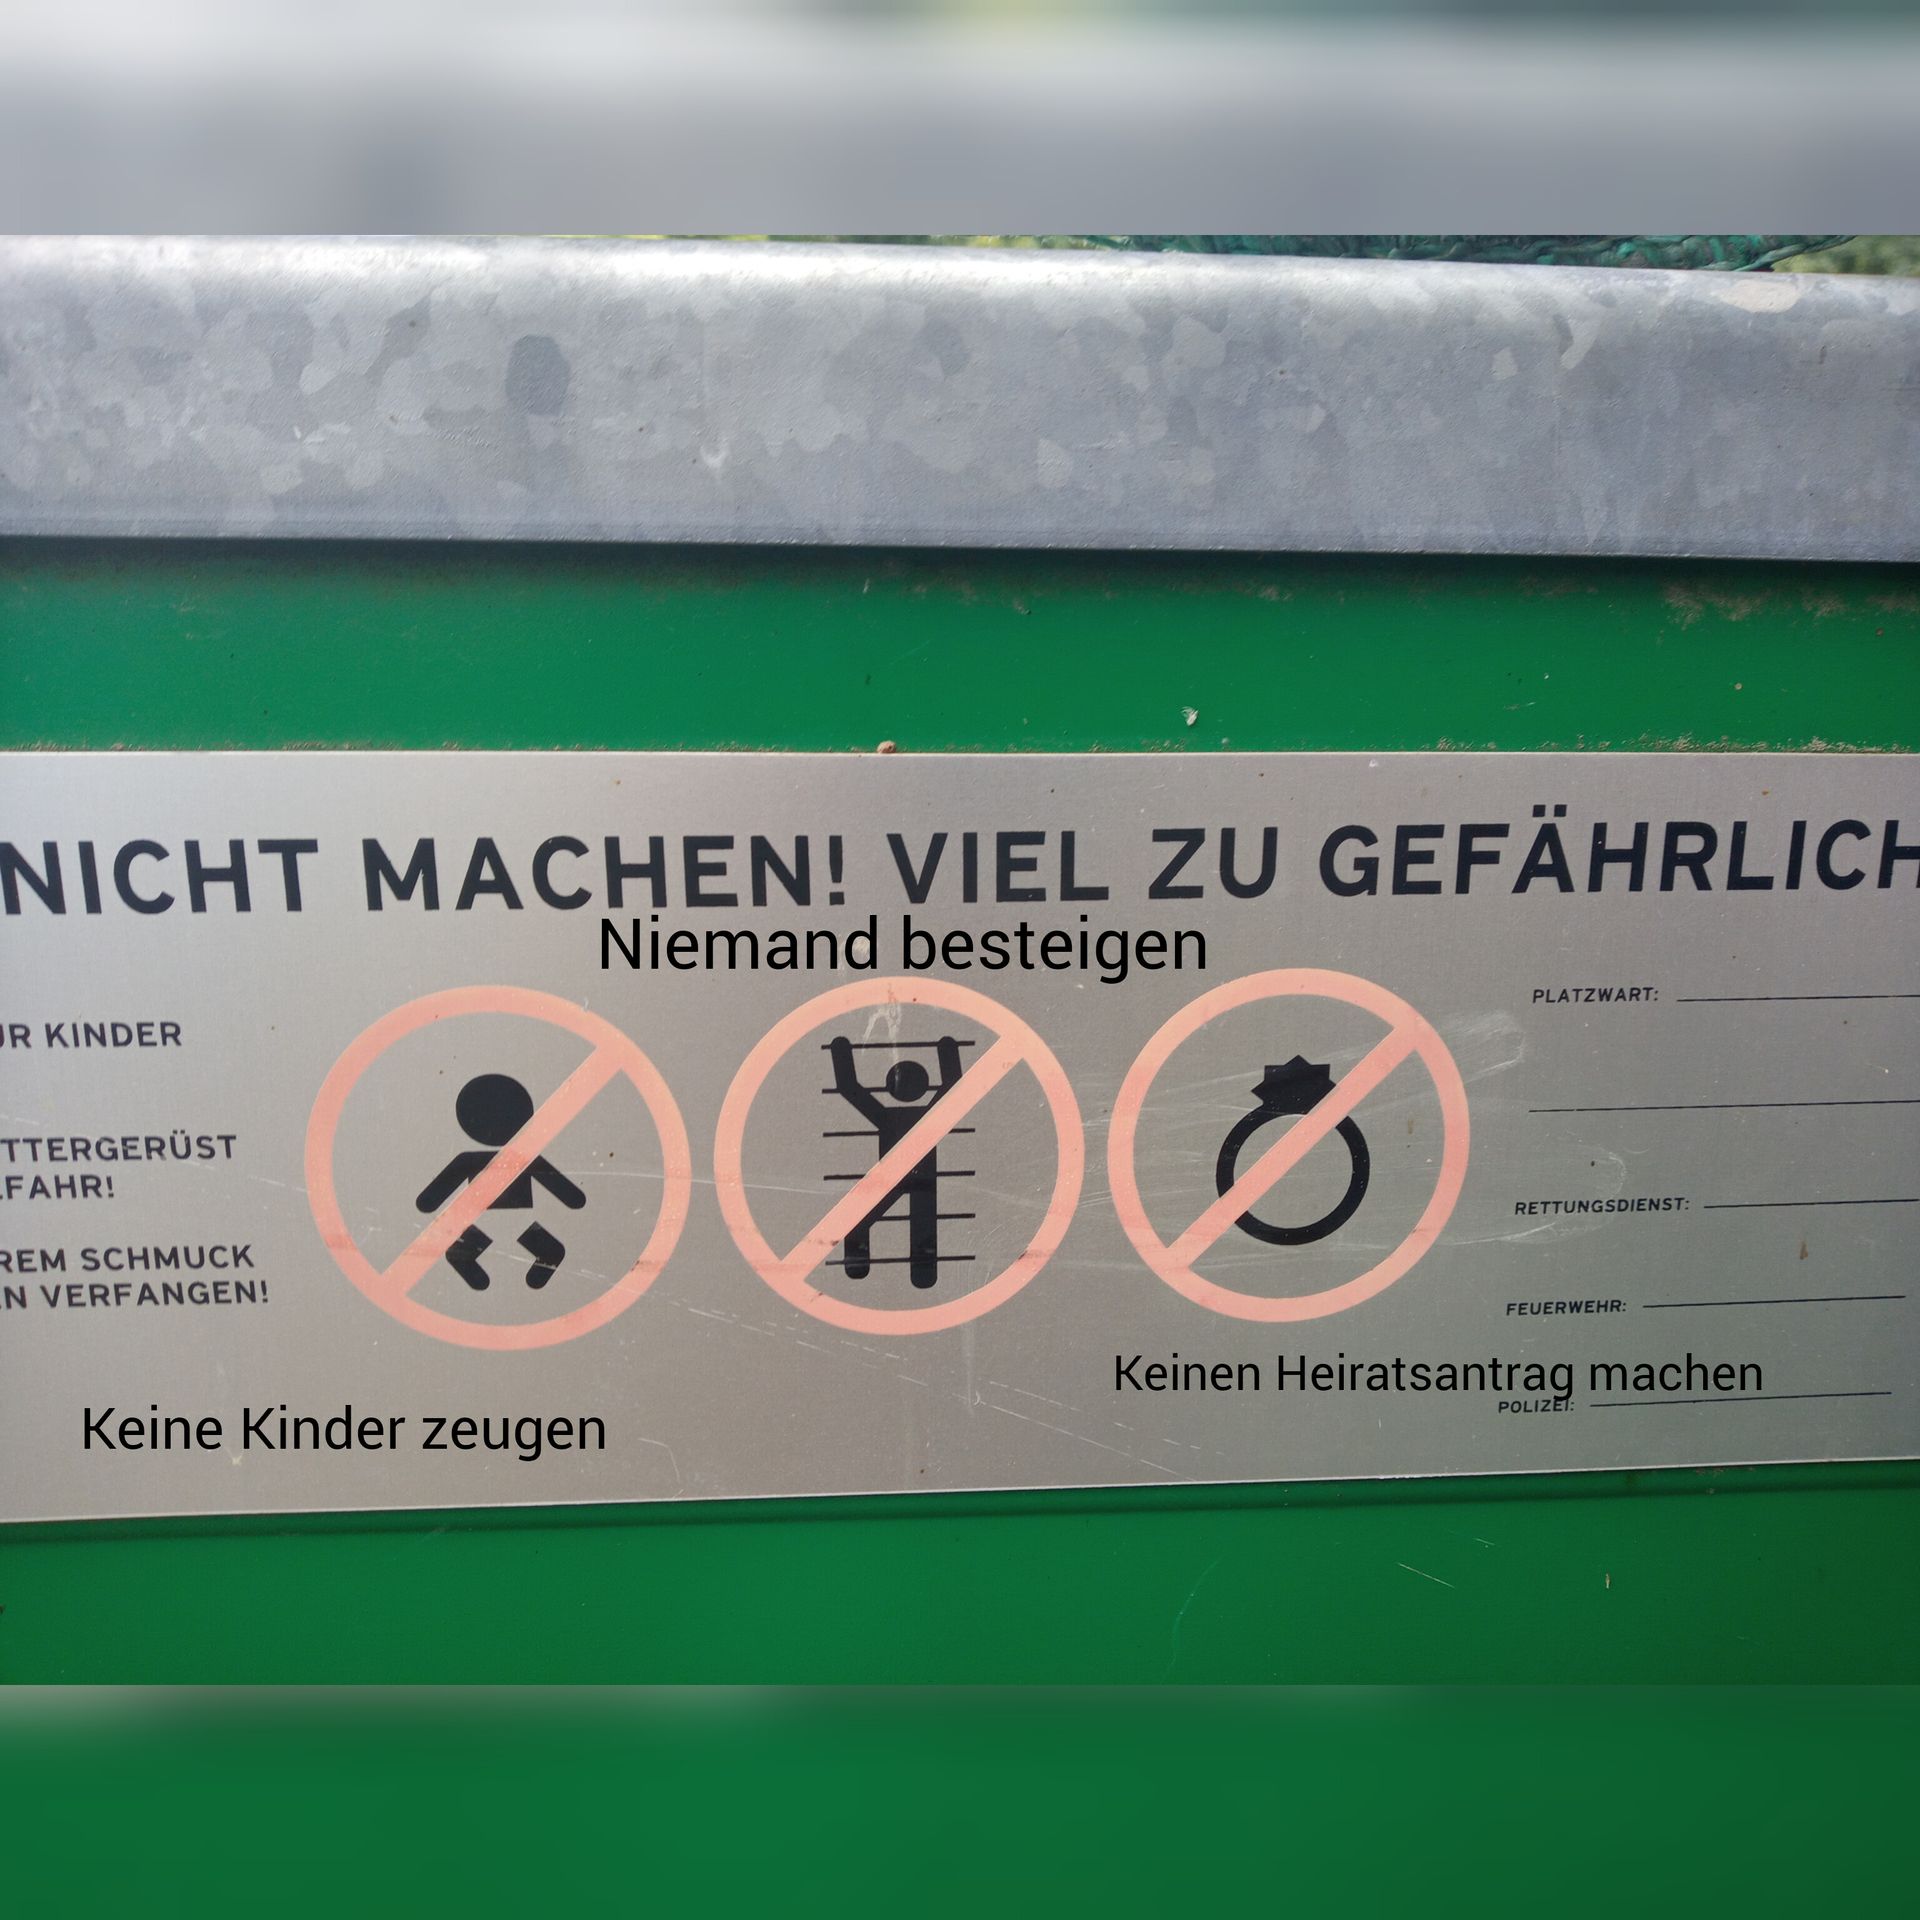 NICHT MACHEN! VIEL ZU GEFÄHRLICH
Niemand besteigen
UR KINDER
TTERGERÜST
FAHR!
REM SCHMUCK
N VERFANGEN!
PLATZWART:
RETTUNGSDIENST:
FEUERWEHR:
Keinen Heiratsantrag machen
POLIZEI:
Keine Kinder zeugen